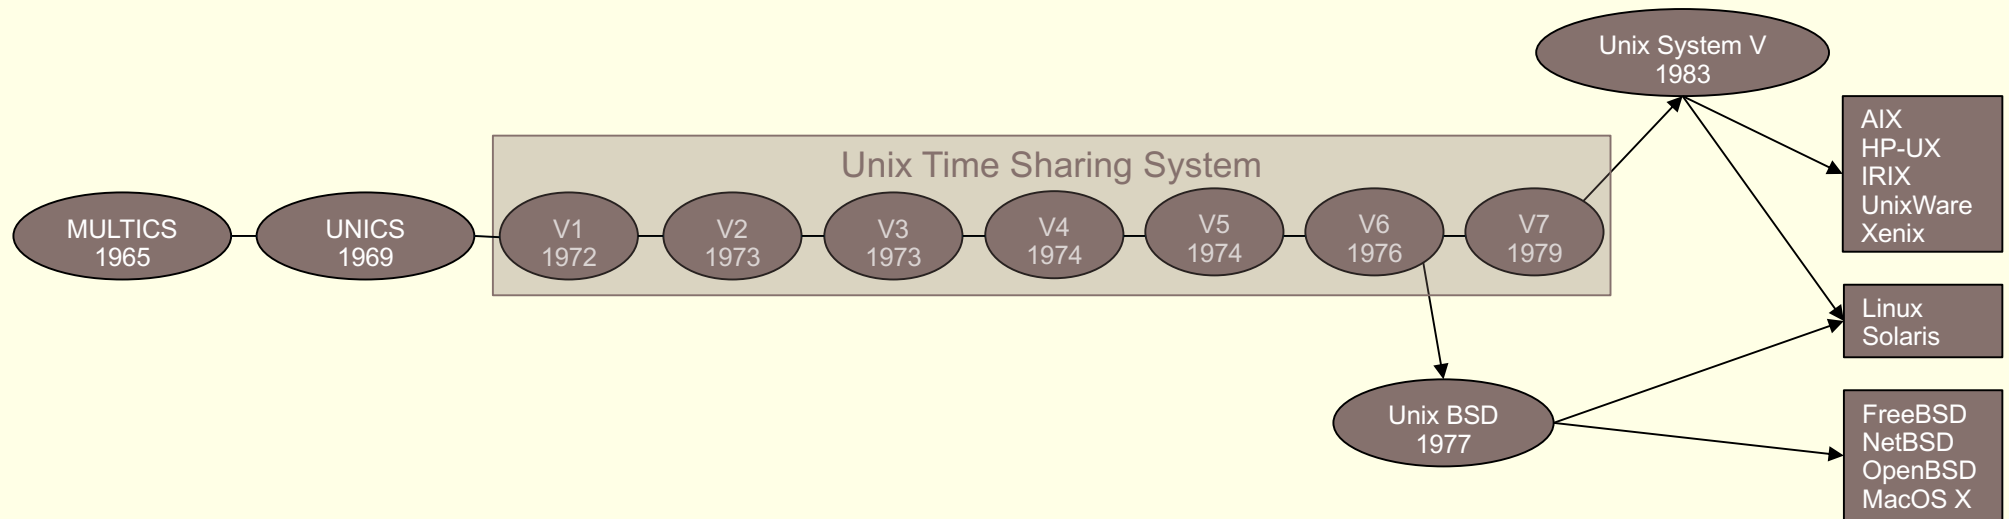 Unix System V
1983
AIX
HP-UX
IRIX
UnixWare
Xenix
Unix Time Sharing System
MULTICS
1965
UNICS
1969
V1
1972
V2
1973
V3
1973
V4
1974
V5
1974
V6
1976
V7
1979
Linux
Solaris
Unix BSD
1977
FreeBSD
NetBSD
OpenBSD
MacOS X